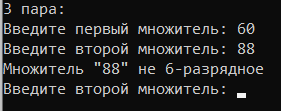 3 пара:
Введите первый множитель: 60
Введите второй множитель: 88
Множитель "88" не 6-разрядное
Введите второй множитель: